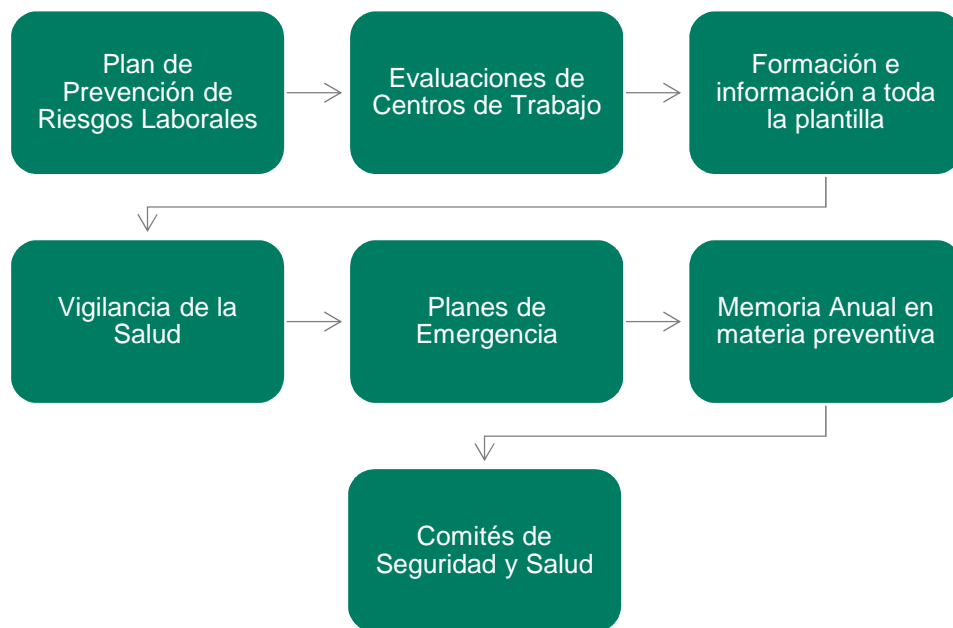 Plan de
Prevención de
Riesgos Laborales
Evaluaciones de
Centros de Trabajo
Formación e
información a toda
la plantilla
Vigilancia de la
Salud
Planes de
Emergencia
Memoria Anual en
materia preventiva
Comités de
Seguridad y Salud